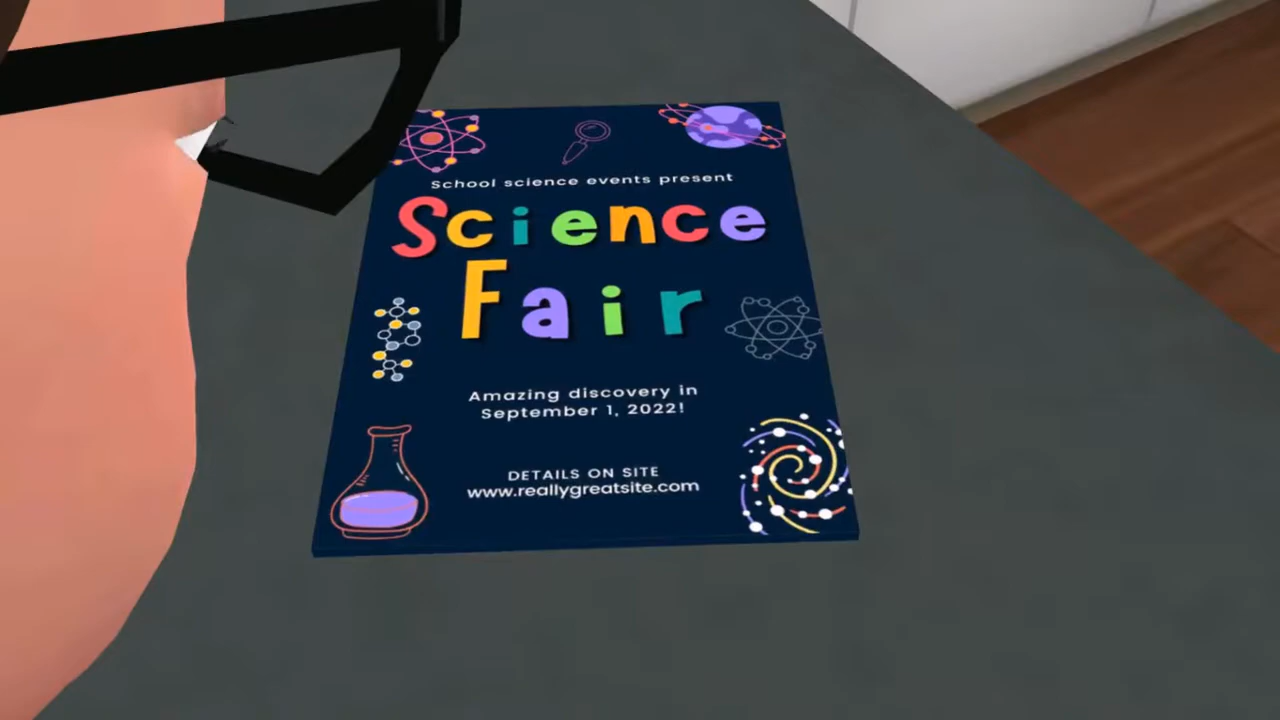 School science events present
Science
Fair
Amazing discovery in
September 1, 2022!
DETAILS ON SITE
www.reallygreatsite.com